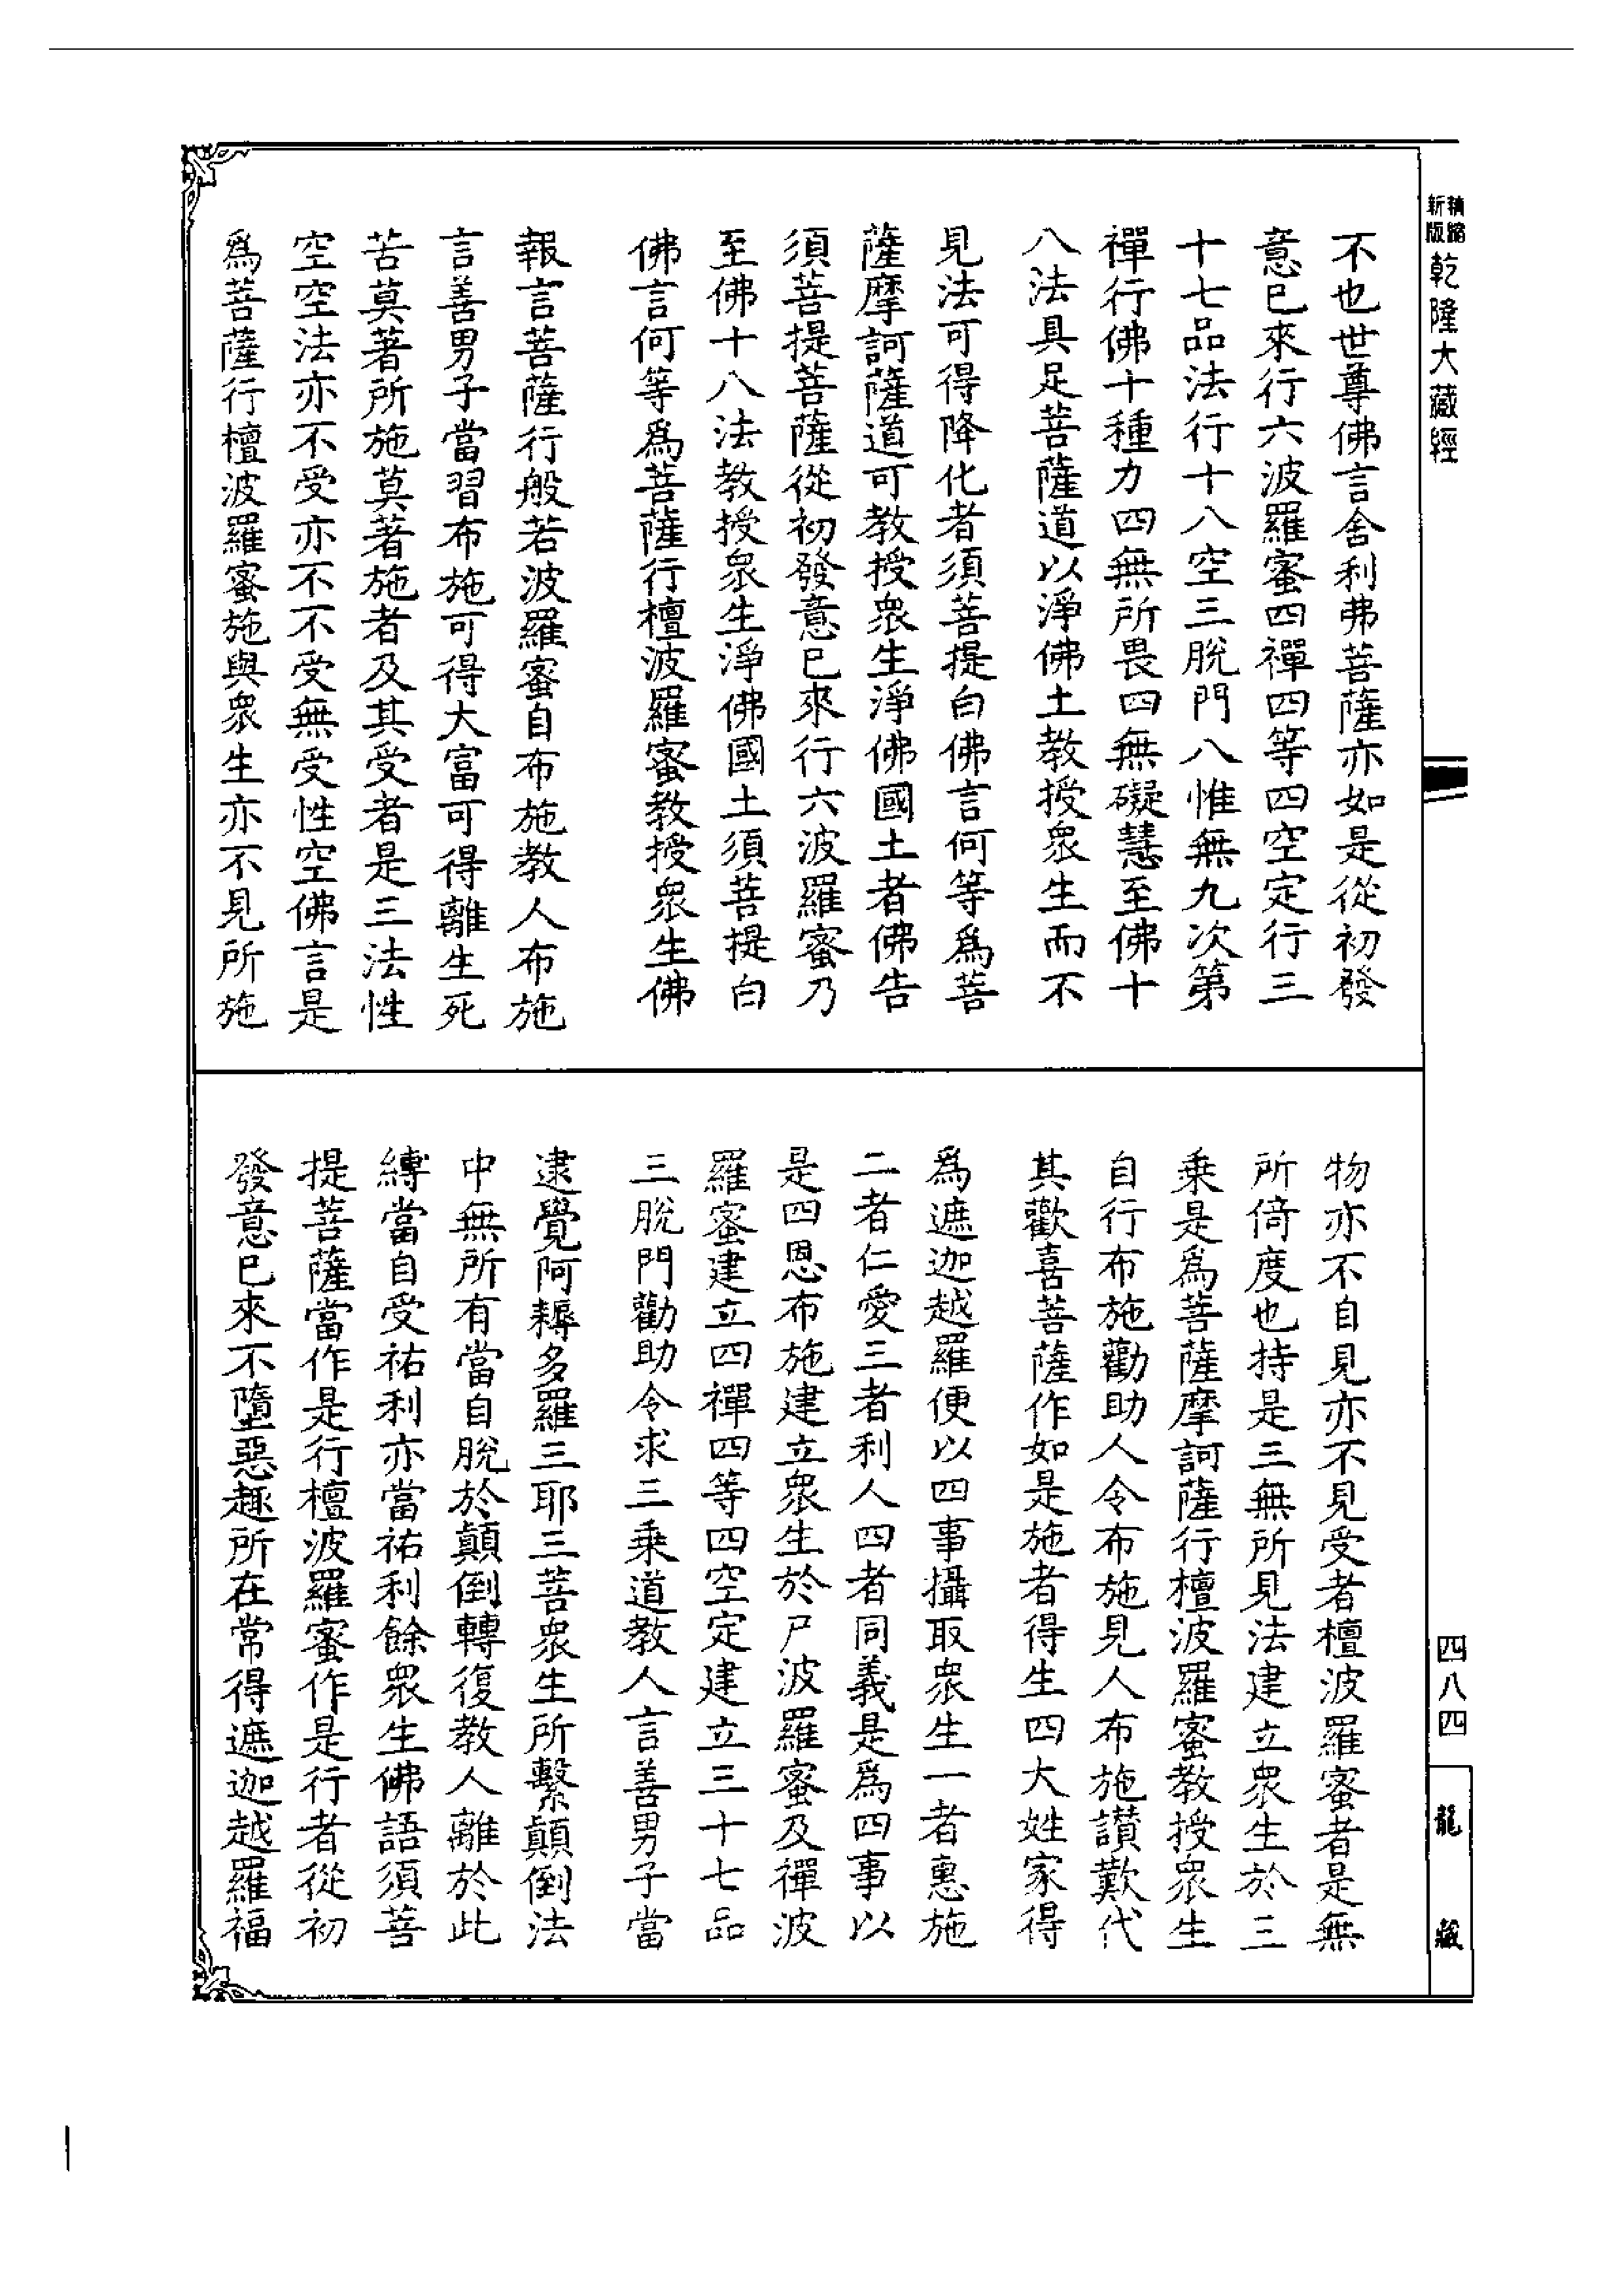 新版
精縮
乾隆大藏經
不也世尊佛言舍利弗菩薩亦如是從初發
意已來行六波羅蜜四禪四等四空定行三
十七品法行十八空三脫門八惟無九次第
禪行佛十種力四無所畏四無礙慧至佛十
八法具足菩薩道以淨佛土教授眾生而不
見法可得降化者須菩提白佛言何等為菩
薩摩訶薩道可教授眾生淨佛國土者佛告
須菩提菩薩從初發意已來行六波羅蜜乃
至佛十八法教授眾生淨佛國土須菩提白
佛言何等為菩薩行檀波羅蜜教授眾生佛
報言菩薩行般若波羅蜜自布施教人布施
言善男子當習布施可得大富可得離生死
苦莫著所施莫著施者及其受者是三法性
空空法亦不受亦不不受無受性空佛言是
為菩薩行檀波羅蜜施與眾生亦不見所施
物亦不自見亦不見受者檀波羅蜜者是無
所倚度也持是三無所見法建立眾生於三
乘是為菩薩摩訶薩行檀波羅蜜教授眾生
自行布施勸助人令布施見人布施讚歎代
其歡喜菩薩作如是施者得生四大姓家得
為遮迦越羅便以四事攝取眾生一者惠施
二者仁愛三者利人四者同義是為四事以
是四恩布施建立眾生於尸波羅蜜及禪波
羅蜜建立四禪四等四空定建立三十七品
三脫門勸助令求三乘道教人言善男子當
逮覺阿耨多羅三耶三菩眾生所繫顛倒法
中無所有當自脫於顛倒轉復教人離於此
縛當自受祐利亦當祐利餘眾生佛語須菩
提菩薩當作是行檀波羅蜜作是行者從初
發意已來不墮惡趣所在常得遮迦越羅福
四八四
龍藏